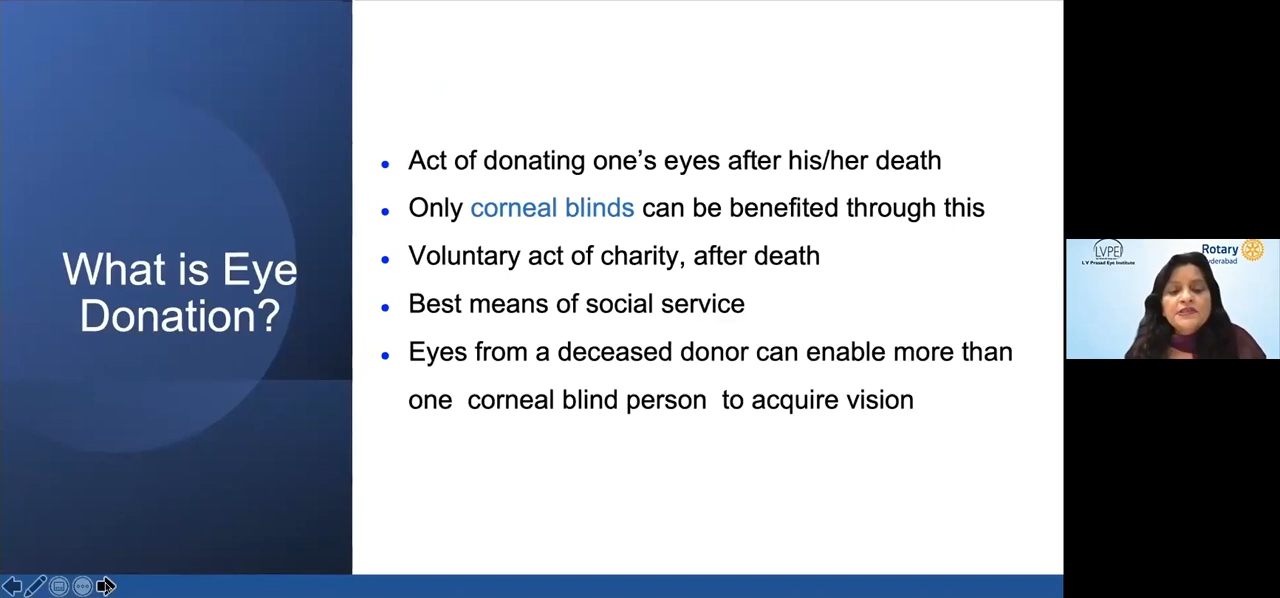 What is Eye
Donation?
Act of donating one's eyes after his/her death
Only corneal blinds can be benefited through this
Voluntary act of charity, after death
Best means of social service
Eyes from a deceased donor can enable more than
one corneal blind person to acquire vision
LVPEI
L V Prasad Eye Institute
Rotary